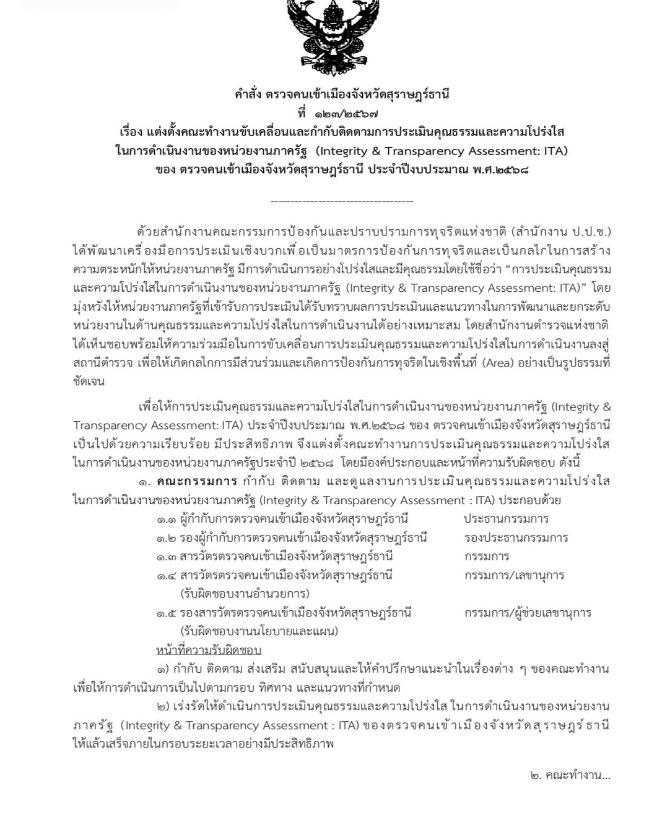 คำสั่ง ตรวจคนเข้าเมืองจังหวัดสุราษฎร์ธานี
ที่ ๑๒๓/๒๕๖๗
เรื่อง แต่งตั้งคณะทำงานขับเคลื่อนและกำกับติดตามการประเมินคุณธรรมและความโปร่งใส
ในการดำเนินงานของหน่วยงานภาครัฐ (Integrity & Transparency Assessment: ITA)
ของ ตรวจคนเข้าเมืองจังหวัดสุราษฎร์ธานี ประจำปีงบประมาณ พ.ศ.๒๕๖๘
------------------------------------
ด้วยสำนักงานคณะกรรมการป้องกันและปราบปรามการทุจริตแห่งชาติ (สำนักงาน ป.ป.ช.)
ได้พัฒนาเครื่องมือการประเมินเชิงบวกเพื่อเป็นมาตรการป้องกันการทุจริตและเป็นกลไกในการสร้าง
ความตระหนักให้หน่วยงานภาครัฐ มีการดำเนินการอย่างโปร่งใสและมีคุณธรรมโดยใช้ชื่อว่า “การประเมินคุณธรรม
และความโปร่งใสในการดำเนินงานของหน่วยงานภาครัฐ (Integrity & Transparency Assessment: ITA)” โดย
มุ่งหวังให้หน่วยงานภาครัฐที่เข้ารับการประเมินได้รับทราบผลการประเมินและแนวทางในการพัฒนาและยกระดับ
หน่วยงานในด้านคุณธรรมและความโปร่งใสในการดำเนินงานได้อย่างเหมาะสม โดยสำนักงานตำรวจแห่งชาติ
ได้เห็นชอบพร้อมให้ความร่วมมือในการขับเคลื่อนการประเมินคุณธรรมและความโปร่งใสในการดำเนินงานลงสู่
สถานีตำรวจ เพื่อให้เกิดกลไกการมีส่วนร่วมและเกิดการป้องกันการทุจริตในเชิงพื้นที่ (Area) อย่างเป็นรูปธรรมที่
ชัดเจน
เพื่อให้การประเมินคุณธรรมและความโปร่งใสในการดำเนินงานของหน่วยงานภาครัฐ (Integrity &
Transparency Assessment: ITA) ประจำปีงบประมาณ พ.ศ.๒๕๖๘ ของ ตรวจคนเข้าเมืองจังหวัดสุราษฎร์ธานี
เป็นไปด้วยความเรียบร้อย มีประสิทธิภาพ จึงแต่งตั้งคณะทำงานการประเมินคุณธรรมและความโปร่งใส
ในการดำเนินงานของหน่วยงานภาครัฐประจำปี ๒๕๖๘ โดยมีองค์ประกอบและหน้าที่ความรับผิดชอบ ดังนี้
๑. คณะกรรมการ กำกับ ติดตาม และดูแลงานการประเมินคุณธรรมและความโปร่งใส
ในการดำเนินงานของหน่วยงานภาครัฐ (Integrity & Transparency Assessment : ITA) ประกอบด้วย
๑.๑ ผู้กำกับการตรวจคนเข้าเมืองจังหวัดสุราษฎร์ธานี ประธานกรรมการ
๑.๒ รองผู้กำกับการตรวจคนเข้าเมืองจังหวัดสุราษฎร์ธานี รองประธานกรรมการ
๑.๓ สารวัตรตรวจคนเข้าเมืองจังหวัดสุราษฎร์ธานี กรรมการ
๑.๔ สารวัตรตรวจคนเข้าเมืองจังหวัดสุราษฎร์ธานี กรรมการ/เลขานุการ
(รับผิดชอบงานอำนวยการ)
๑.๕ รองสารวัตรตรวจคนเข้าเมืองจังหวัดสุราษฎร์ธานี กรรมการ/ผู้ช่วยเลขานุการ
(รับผิดชอบงานนโยบายและแผน)
หน้าที่ความรับผิดชอบ
๑) กำกับ ติดตาม ส่งเสริม สนับสนุนและให้คำปรึกษาแนะนำในเรื่องต่าง ๆ ของคณะทำงาน
เพื่อให้การดำเนินการเป็นไปตามกรอบ ทิศทาง และแนวทางที่กำหนด
๒) เร่งรัดให้ดำเนินการประเมินคุณธรรมและความโปร่งใส ในการดำเนินงานของหน่วยงาน
ภาครัฐ (Integrity & Transparency Assessment : ITA) ของตรวจคนเข้าเมืองจังหวัดสุราษฎร์ธานี
ให้แล้วเสร็จภายในกรอบระยะเวลาอย่างมีประสิทธิภาพ
๒. คณะทำงาน...